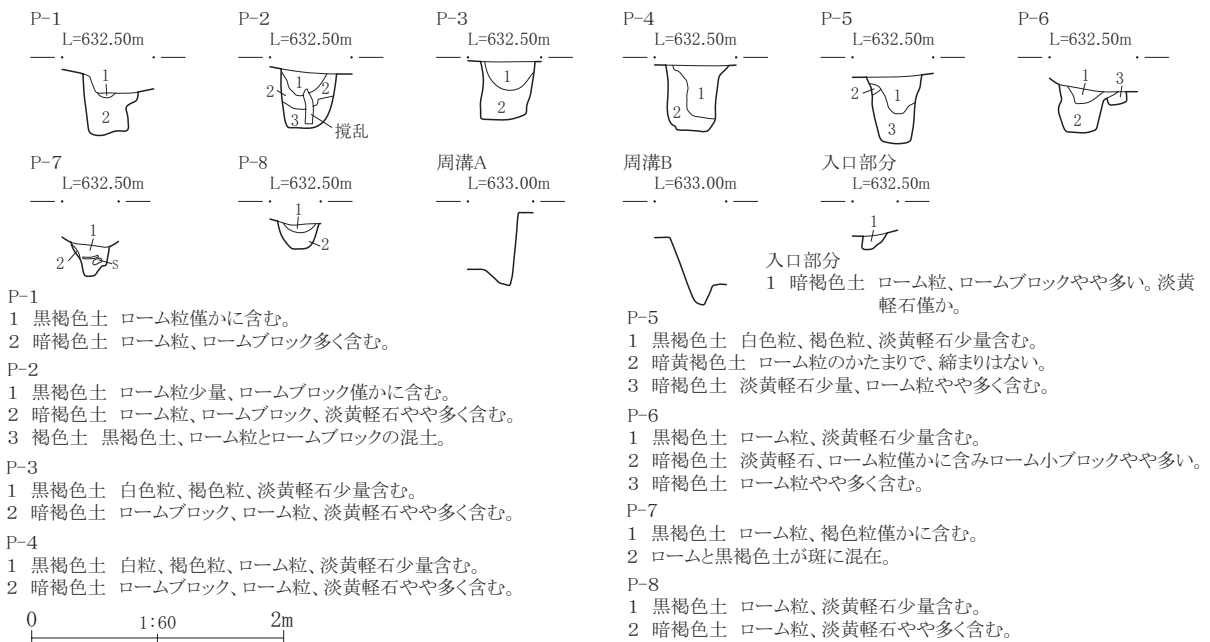 P-1
L=632.50m
1
2
P-2
L=632.50m
1
2
2
3
撹乱
P-3
L=632.50m
1
2
P-4
L=632.50m
1
2
P-5
L=632.50m
1
2
3
P-6
L=632.50m
1
3
2
P-7
L=632.50m
1
2
S
P-8
L=632.50m
1
2
周溝A
L=633.00m
周溝B
L=633.00m
入口部分
L=632.50m
1
入口部分
1 暗褐色土 ローム粒、ロームブロックやや多い。淡黄
軽石僅か。
P-1
1 黒褐色土 ローム粒僅かに含む。
2 暗褐色土 ローム粒、ロームブロック多く含む。
P-2
1 黒褐色土 ローム粒少量、ロームブロック僅かに含む。
2 暗褐色土 ローム粒、ロームブロック、淡黄軽石やや多く含む。
3 褐色土 黒褐色土、ローム粒とロームブロックの混土。
P-3
1 黒褐色土 白色粒、褐色粒、淡黄軽石少量含む。
2 暗褐色土 ロームブロック、ローム粒、淡黄軽石やや多く含む。
P-4
1 黒褐色土 白粒、褐色粒、ローム粒、淡黄軽石少量含む。
2 暗褐色土 ロームブロック、ローム粒、淡黄軽石やや多く含む。
P-5
1 黒褐色土 白色粒、褐色粒、淡黄軽石少量含む。
2 暗黄褐色土 ローム粒のかたまりで、締まりはない。
3 暗褐色土 淡黄軽石少量、ローム粒やや多く含む。
P-6
1 黒褐色土 ローム粒、淡黄軽石少量含む。
2 暗褐色土 淡黄軽石、ローム粒僅かに含みローム小ブロックやや多い。
3 暗褐色土 ローム粒やや多く含む。
P-7
1 黒褐色土 ローム粒、褐色粒僅かに含む。
2 ロームと黒褐色土が斑に混在。
P-8
1 黒褐色土 ローム粒、淡黄軽石少量含む。
2 暗褐色土 ローム粒、淡黄軽石やや多く含む。
0 1:60 2m